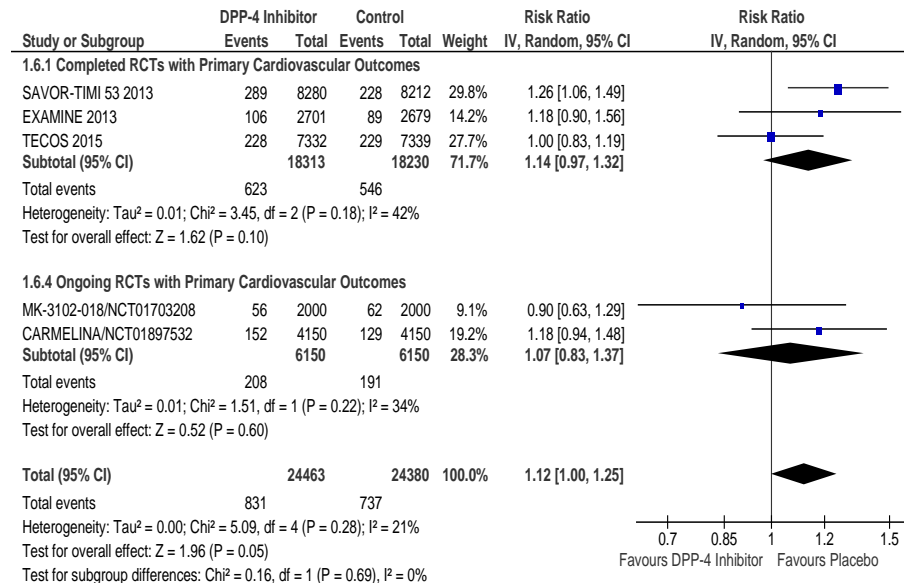 DPP-4 Inhibitor Control Risk Ratio Risk Ratio
Study or Subgroup Events Total Events Total Weight IV, Random, 95% CI IV, Random, 95% CI
1.6.1 Completed RCTs with Primary Cardiovascular Outcomes
SAVOR-TIMI 53 2013 289 8280 228 8212 29.8% 1.26 [1.06, 1.49]
EXAMINE 2013 106 2701 89 2679 14.2% 1.18 [0.90, 1.56]
TECOS 2015 228 7332 229 7339 27.7% 1.00 [0.83, 1.19]
Subtotal (95% CI) 18313 18230 71.7% 1.14 [0.97, 1.32]
Total events 623 546
Heterogeneity: Tau² = 0.01; Chi² = 3.45, df = 2 (P = 0.18); I² = 42%
Test for overall effect: Z = 1.62 (P = 0.10)
1.6.4 Ongoing RCTs with Primary Cardiovascular Outcomes
MK-3102-018/NCT01703208 56 2000 62 2000 9.1% 0.90 [0.63, 1.29]
CARMELINA/NCT01897532 152 4150 129 4150 19.2% 1.18 [0.94, 1.48]
Subtotal (95% CI) 6150 6150 28.3% 1.07 [0.83, 1.37]
Total events 208 191
Heterogeneity: Tau² = 0.01; Chi² = 1.51, df = 1 (P = 0.22); I² = 34%
Test for overall effect: Z = 0.52 (P = 0.60)
Total (95% CI) 24463 24380 100.0% 1.12 [1.00, 1.25]
Total events 831 737
Heterogeneity: Tau² = 0.00; Chi² = 5.09, df = 4 (P = 0.28); I² = 21%
Test for overall effect: Z = 1.96 (P = 0.05)
Test for subgroup differences: Chi² = 0.16, df = 1 (P = 0.69), I² = 0%
0.7 0.85 1 1.2 1.5
Favours DPP-4 Inhibitor Favours Placebo